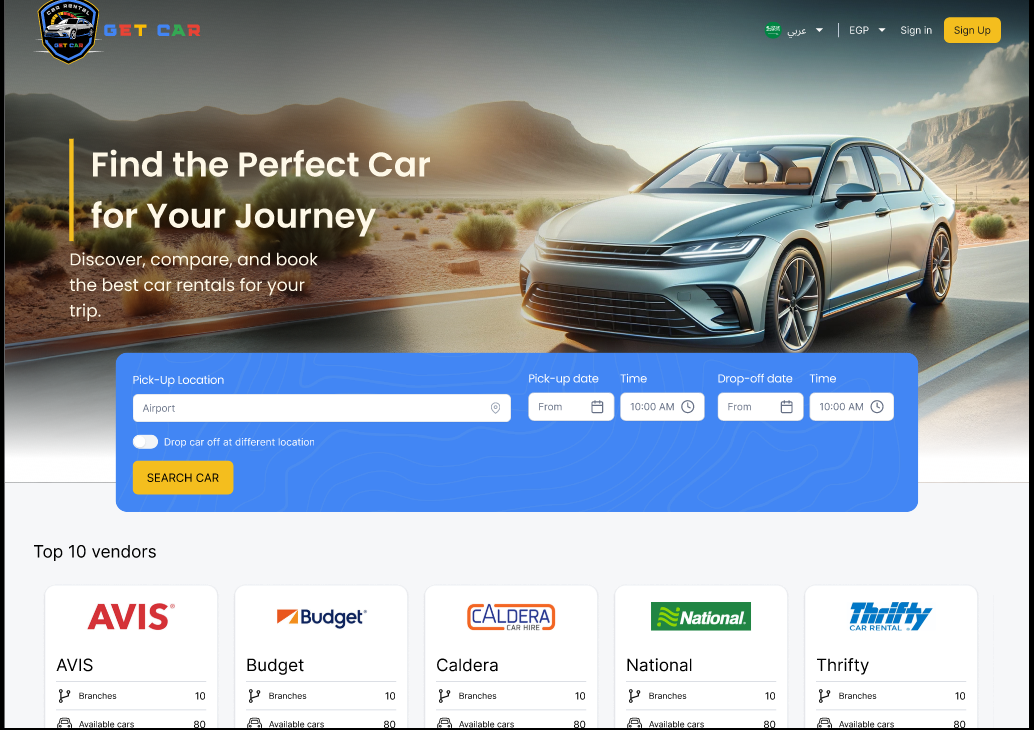 CAR RENTAL
GET CAR
GET CAR
عربي
EGP
Sign in
Sign Up
Find the Perfect Car
for Your Journey
Discover, compare, and book
the best car rentals for your
trip.
Pick-Up Location
Pick-up date
Time
Drop-off date
Time
Airport
From
10:00 AM
From
10:00 AM
Drop car off at different location
SEARCH CAR
Top 10 vendors
AVIS®
Budget®
CALDERA
CAR HIRE
National.
Thrifty
CAR RENTAL
AVIS
Budget
Caldera
National
Thrifty
Branches 10
Branches 10
Branches 10
Branches 10
Branches 10
Available cars 80
Available cars 80
Available cars 80
Available cars 80
Available cars 80